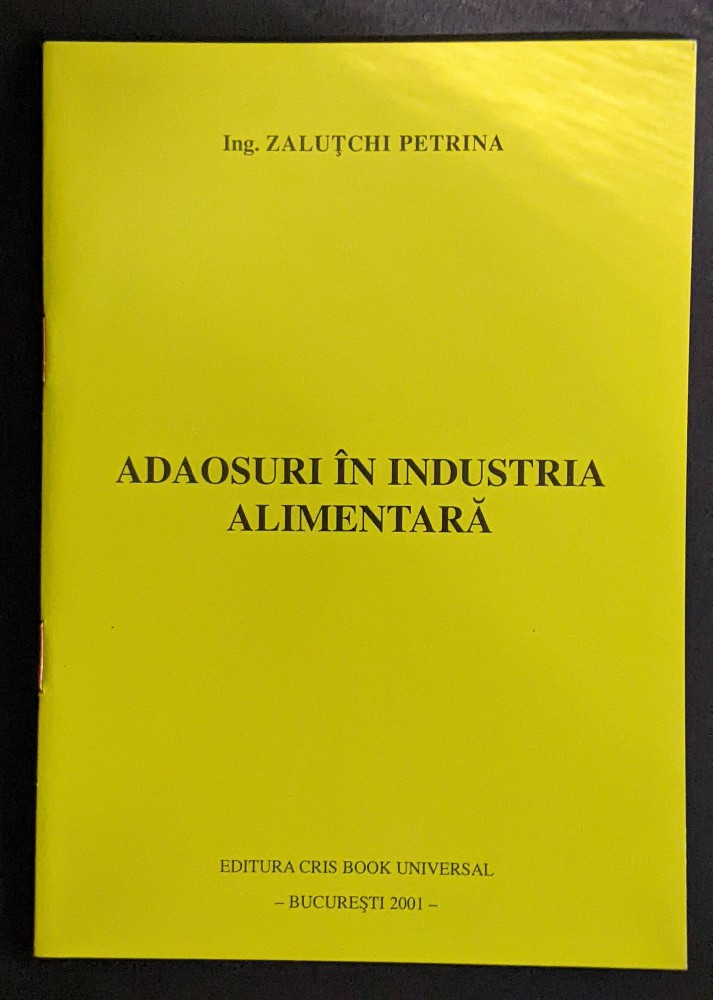 Ing. ZALUŢCHI PETRINA
ADAOSURI ÎN INDUSTRIA
ALIMENTARĂ
EDITURA CRIS BOOK UNIVERSAL
– BUCUREŞTI 2001 –